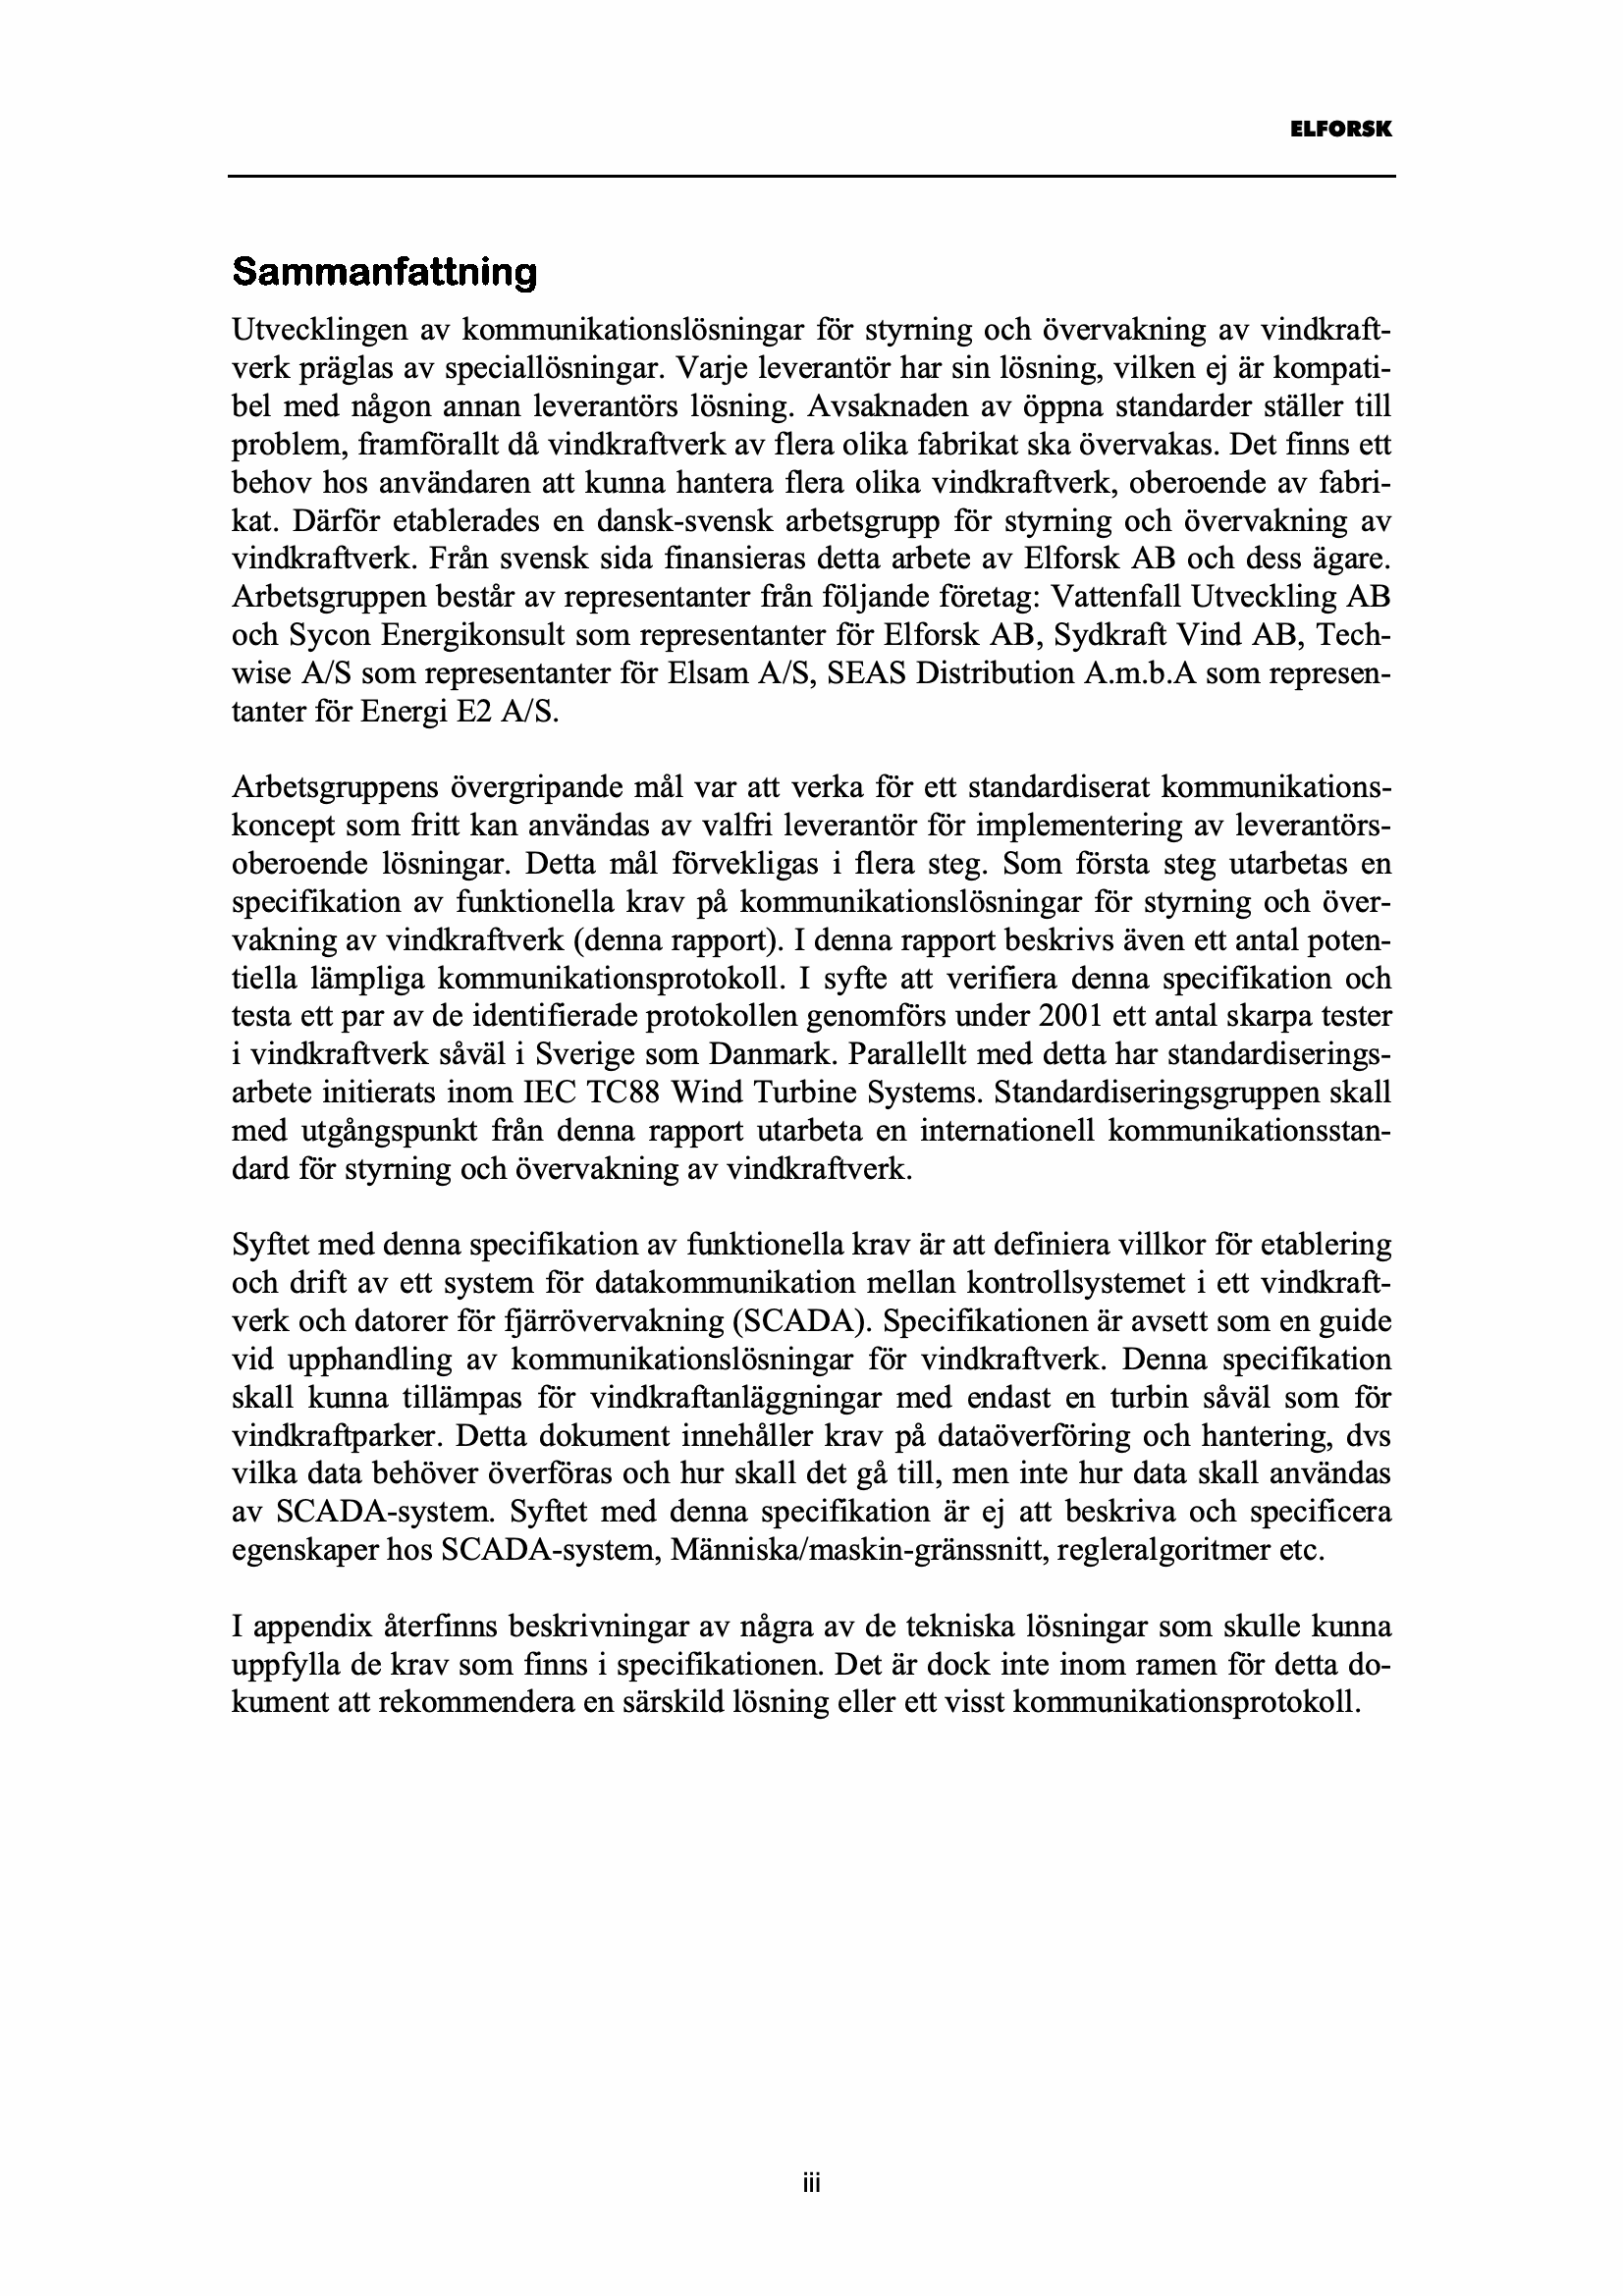 ELFORSK
Sammanfattning
Utvecklingen av kommunikationslösningar för styrning och övervakning av vindkraft-
verk präglas av speciallösningar. Varje leverantör har sin lösning, vilken ej är kompati-
bel med någon annan leverantörs lösning. Avsaknaden av öppna standarder ställer till
problem, framförallt då vindkraftverk av flera olika fabrikat ska övervakas. Det finns ett
behov hos användaren att kunna hantera flera olika vindkraftverk, oberoende av fabri-
kat. Därför etablerades en dansk-svensk arbetsgrupp för styrning och övervakning av
vindkraftverk. Från svensk sida finansieras detta arbete av Elforsk AB och dess ägare.
Arbetsgruppen består av representanter från följande företag: Vattenfall Utveckling AB
och Sycon Energikonsult som representanter för Elforsk AB, Sydkraft Vind AB, Tech-
wise A/S som representanter för Elsam A/S, SEAS Distribution A.m.b.A som represen-
tanter för Energi E2 A/S.
Arbetsgruppens övergripande mål var att verka för ett standardiserat kommunikations-
koncept som fritt kan användas av valfri leverantör för implementering av leverantörs-
oberoende lösningar. Detta mål förvekligas i flera steg. Som första steg utarbetas en
specifikation av funktionella krav på kommunikationslösningar för styrning och över-
vakning av vindkraftverk (denna rapport). I denna rapport beskrivs även ett antal poten-
tiella lämpliga kommunikationsprotokoll. I syfte att verifiera denna specifikation och
testa ett par av de identifierade protokollen genomförs under 2001 ett antal skarpa tester
i vindkraftverk såväl i Sverige som Danmark. Parallellt med detta har standardiserings-
arbete initierats inom IEC TC88 Wind Turbine Systems. Standardiseringsgruppen skall
med utgångspunkt från denna rapport utarbeta en internationell kommunikationsstan-
dard för styrning och övervakning av vindkraftverk.
Syftet med denna specifikation av funktionella krav är att definiera villkor för etablering
och drift av ett system för datakommunikation mellan kontrollsystemet i ett vindkraft-
verk och datorer för fjärrövervakning (SCADA). Specifikationen är avsett som en guide
vid upphandling av kommunikationslösningar för vindkraftverk. Denna specifikation
skall kunna tillämpas för vindkraftanläggningar med endast en turbin såväl som för
vindkraftparker. Detta dokument innehåller krav på dataöverföring och hantering, dvs
vilka data behöver överföras och hur skall det gå till, men inte hur data skall användas
av SCADA-system. Syftet med denna specifikation är ej att beskriva och specificera
egenskaper hos SCADA-system, Människa/maskin-gränssnitt, regleralgoritmer etc.
I appendix återfinns beskrivningar av några av de tekniska lösningar som skulle kunna
uppfylla de krav som finns i specifikationen. Det är dock inte inom ramen för detta do-
kument att rekommendera en särskild lösning eller ett visst kommunikationsprotokoll.
iii